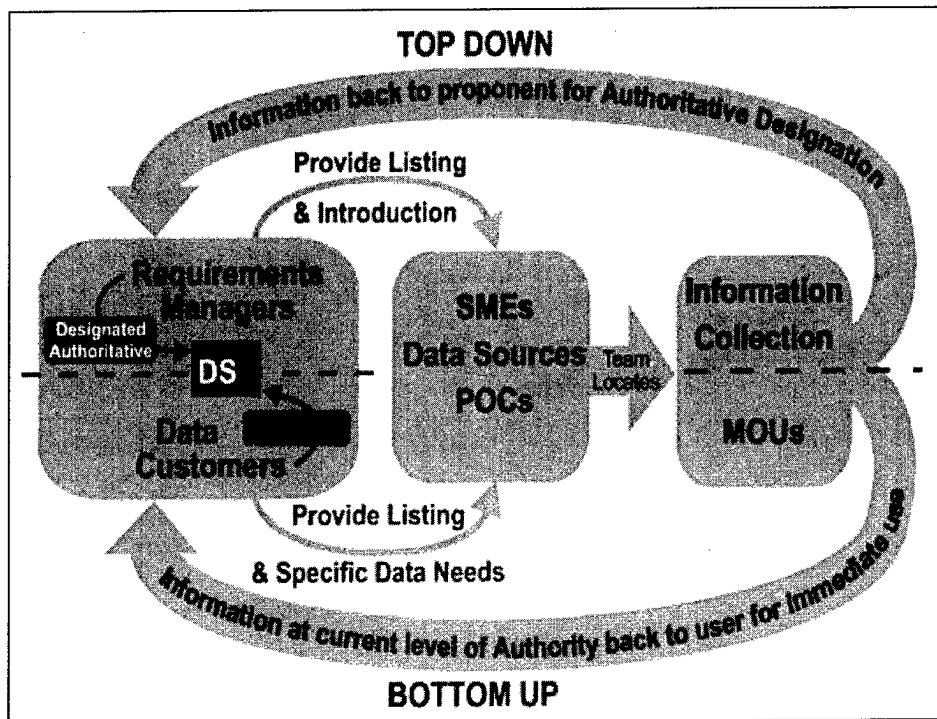 TOP DOWN
Information back to proponent for Authoritative Designation
Provide Listing
& Introduction
Requirements
Managers
Designated
Authoritative
DS
Data
Customers
SMEs
Data Sources
POCs
Team
Locates
Information
Collection
MOUs
Provide Listing
& Specific Data Needs
Information at current level of Authority back to user for immediate use
BOTTOM UP